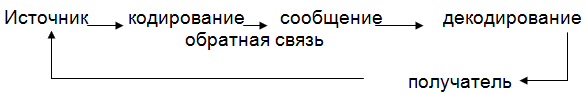 Источник кодирование сообщение декодирование
обратная связь
получатель